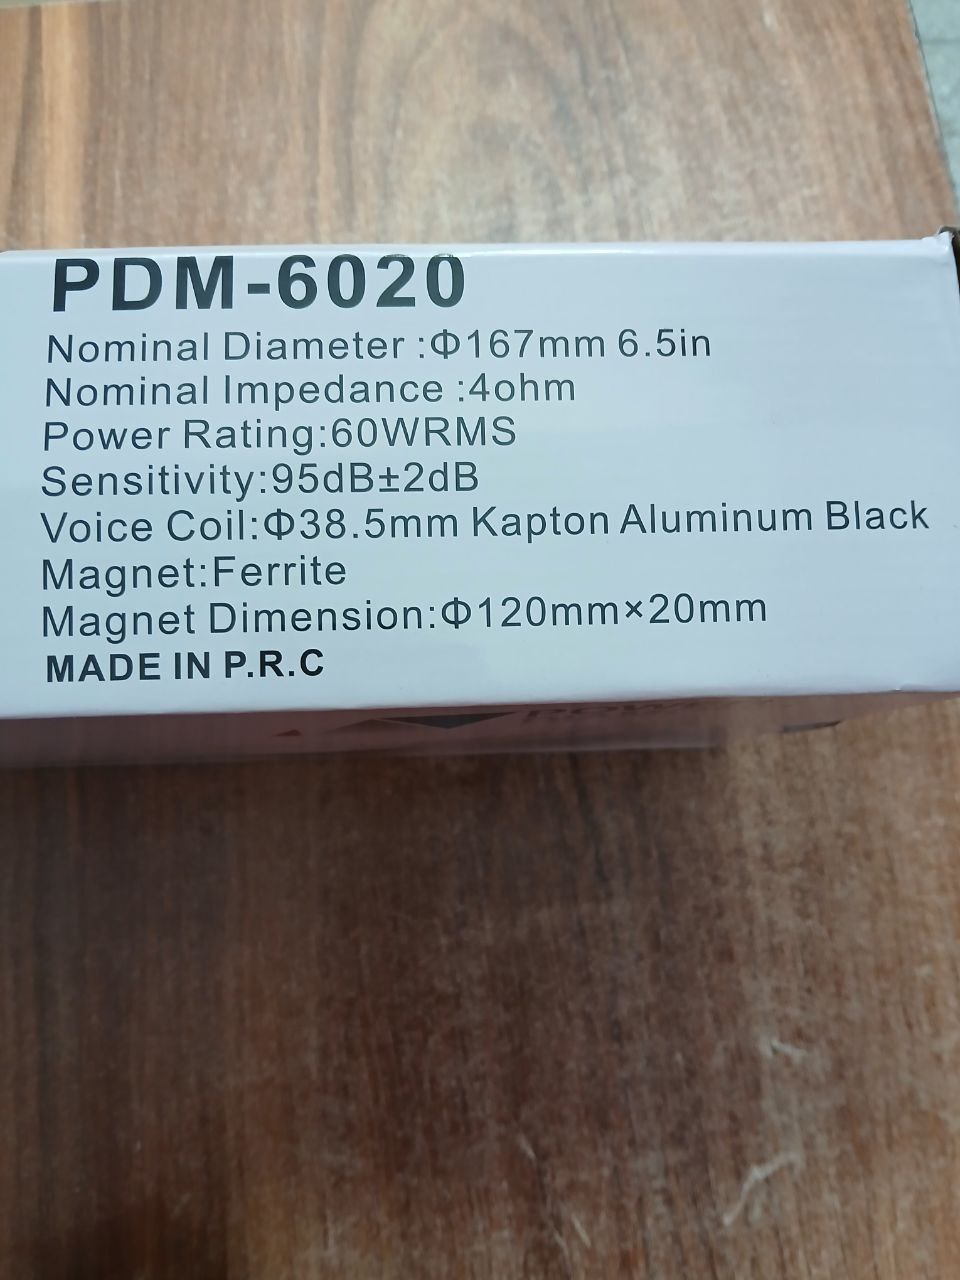 PDM-6020
Nominal Diameter :Φ167mm 6.5in
Nominal Impedance :4ohm
Power Rating:60WRMS
Sensitivity:95dB±2dB
Voice Coil:Φ38.5mm Kapton Aluminum Black
Magnet:Ferrite
Magnet Dimension:Φ120mm×20mm
MADE IN P.R.C